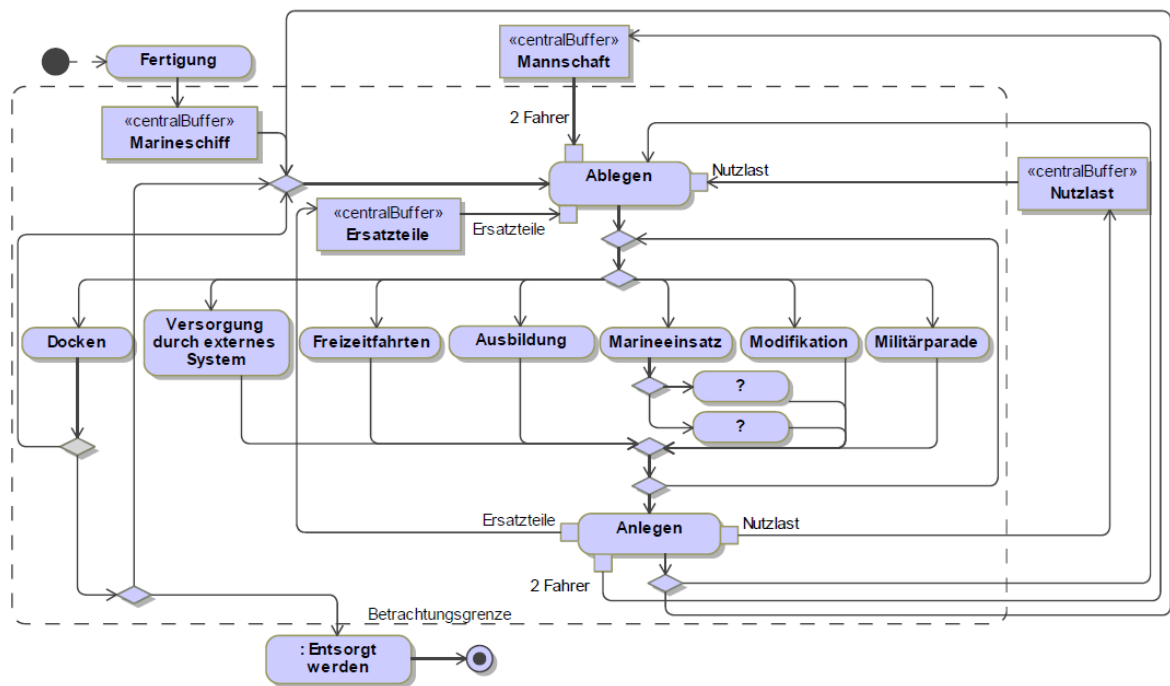 «centralBuffer»
Mannschaft
Fertigung
«centralBuffer»
Marineschiff
2 Fahrer
Ablegen
Nutzlast
«centralBuffer»
Nutzlast
«centralBuffer»
Ersatzteile
Ersatzteile
Docken
Versorgung
durch externes
System
Freizeitfahrten
Ausbildung
Marineeinsatz
Modifikation
Militärparade
?
?
Ersatzteile
Anlegen
Nutzlast
2 Fahrer
Betrachtungsgrenze
: Entsorgt
werden